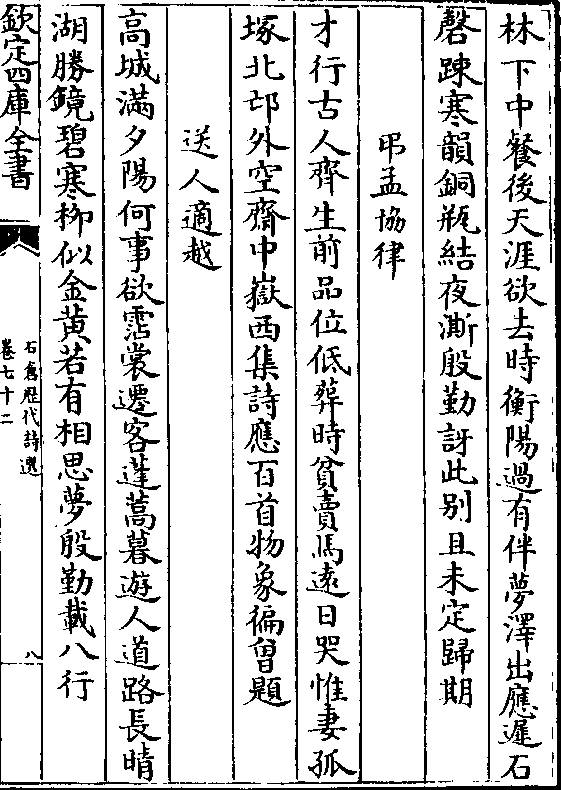 林下中餐後天涯欲去時衡陽過有伴夢澤出應遲石
磬疎寒韻銅瓶結夜澌殷勤訝此别且未定歸期
弔孟協律
才行古人齊生前品位低葬時貧賣馬逺日哭惟妻孤
塚北邙外空齋中嶽西集詩應百首物象徧曾題
送人適越
高城滿夕陽何事欲霑裳遷客蓬蒿暮遊人道路長晴
湖勝鏡碧寒栁似金黄若有相思夢殷勤載八行
欽定四庫全書
石倉歷代詩選
卷七十二
八